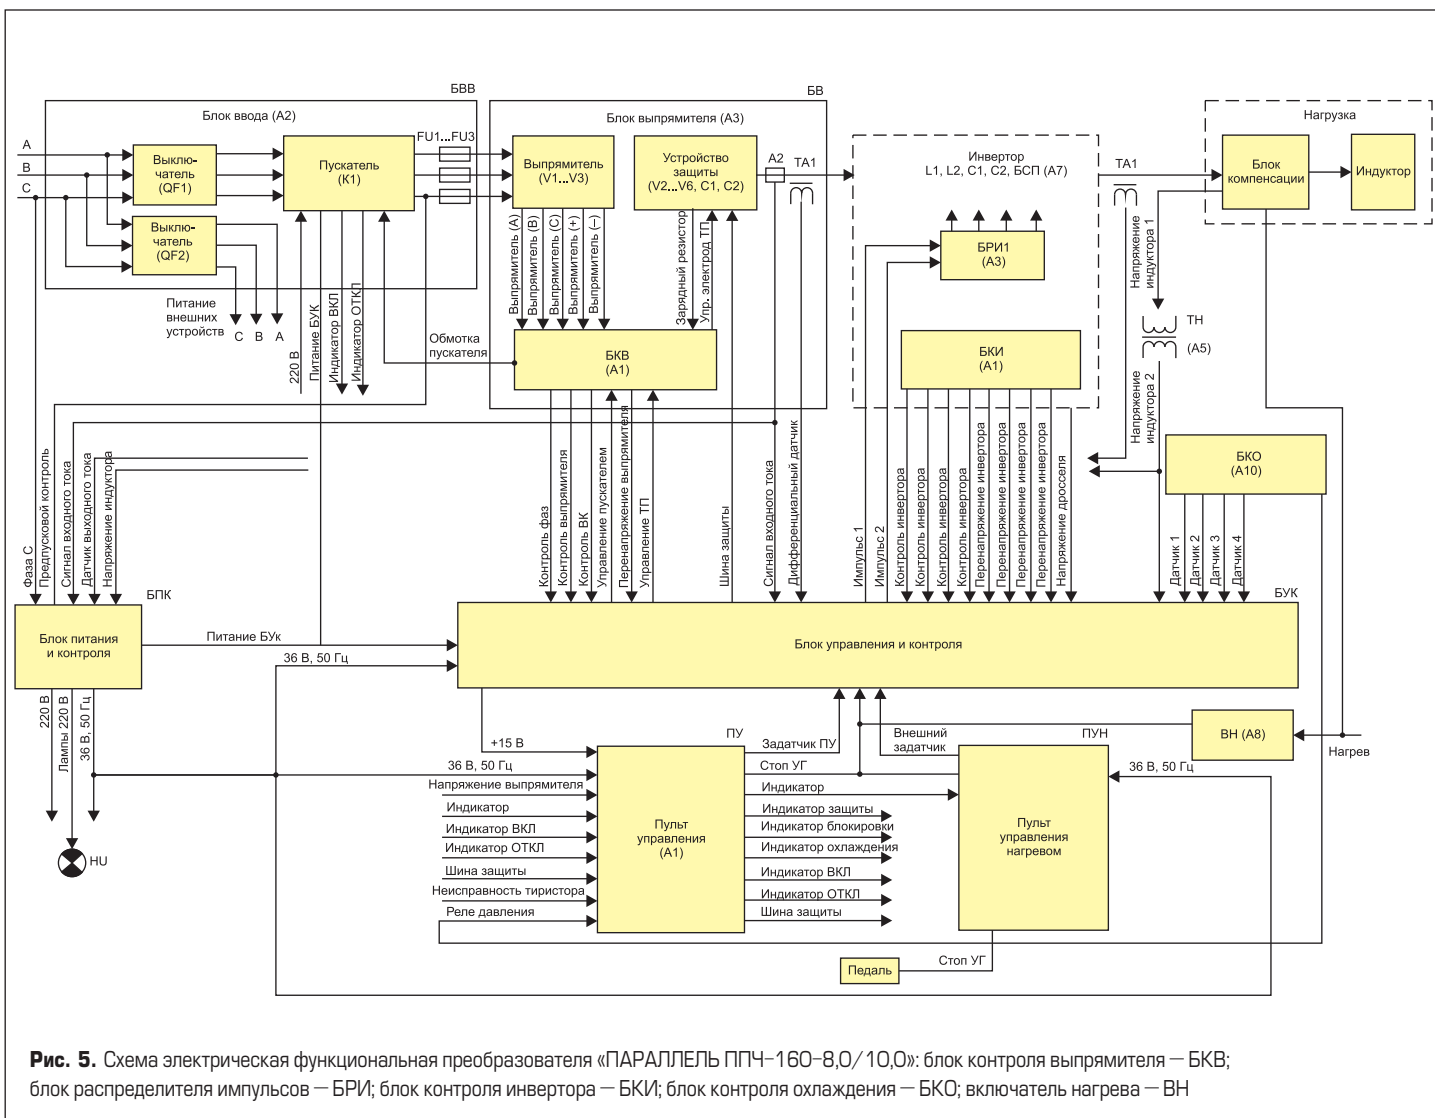 БВВ
БВ
Блок ввода (А2)
Блок выпрямителя (А3)
Нагрузка
А
В
С
Выклю-
чатель
(QF1)
Пускатель
(К1)
FU1...FU3
Выпрямитель
(V1...V3)
Устройство
защиты
(V2...V6, C1, C2)
А2
ТА1
Инвертор
L1, L2, C1, C2, БСП (А7)
ТА1
Блок
компенсации
Индуктор
Выклю-
чатель
(QF2)
БРИ1
(А3)
Питание
внешних
устройств
С
В
А
220 В
Питание БУК
Индикатор ВКЛ
Индикатор ОТКЛ
Обмотка
пускателя
Выпрямитель (А)
Выпрямитель (В)
Выпрямитель (С)
Выпрямитель (+)
Выпрямитель (–)
Зарядный резистор
Упр. электрод ТП
БКВ
(А1)
БКИ
(А1)
Напряжение
индуктора 1
ТН
(А5)
Напряжение
индуктора 2
БКО
(А10)
Фаза С
Предпусковой контроль
Сигнал входного тока
Датчик выходного тока
Напряжение индуктора
Контроль фаз
Контроль выпрямителя
Контроль ВК
Управление пускателем
Перенапряжение выпрямителя
Управление ТП
Шина защиты
Сигнал входного тока
Дифференциальный датчик
Импульс 1
Импульс 2
Контроль инвертора
Контроль инвертора
Контроль инвертора
Контроль инвертора
Перенапряжение инвертора
Перенапряжение инвертора
Перенапряжение инвертора
Перенапряжение инвертора
Напряжение дросселя
Датчик 1
Датчик 2
Датчик 3
Датчик 4
БПК
БУК
Блок питания
и контроля
Питание БУк
36 В, 50 Гц
Блок управления и контроля
220 В
Лампы 220 В
36 В, 50 Гц
HU
+15 В
ПУ
Задатчик ПУ
Внешний
задатчик
ПУН
ВН (А8)
Нагрев
36 В, 50 Гц
Стоп УГ
36 В, 50 Гц
Напряжение выпрямителя
Индикатор
Индикатор
Индикатор защиты
Индикатор ВКЛ
Индикатор блокировки
Индикатор ОТКЛ
Индикатор охлаждения
Шина защиты
Индикатор ВКЛ
Неисправность тиристора
Индикатор ОТКЛ
Реле давления
Шина защиты
Пульт
управления
(А1)
Пульт
управления
нагревом
Педаль
Стоп УГ
Рис. 5. Схема электрическая функциональная преобразователя «ПАРАЛЛЕЛЬ ППЧ–160–8,0/10,0»: блок контроля выпрямителя — БКВ;
блок распределителя импульсов — БРИ; блок контроля инвертора — БКИ; блок контроля охлаждения — БКО; включатель нагрева — ВН